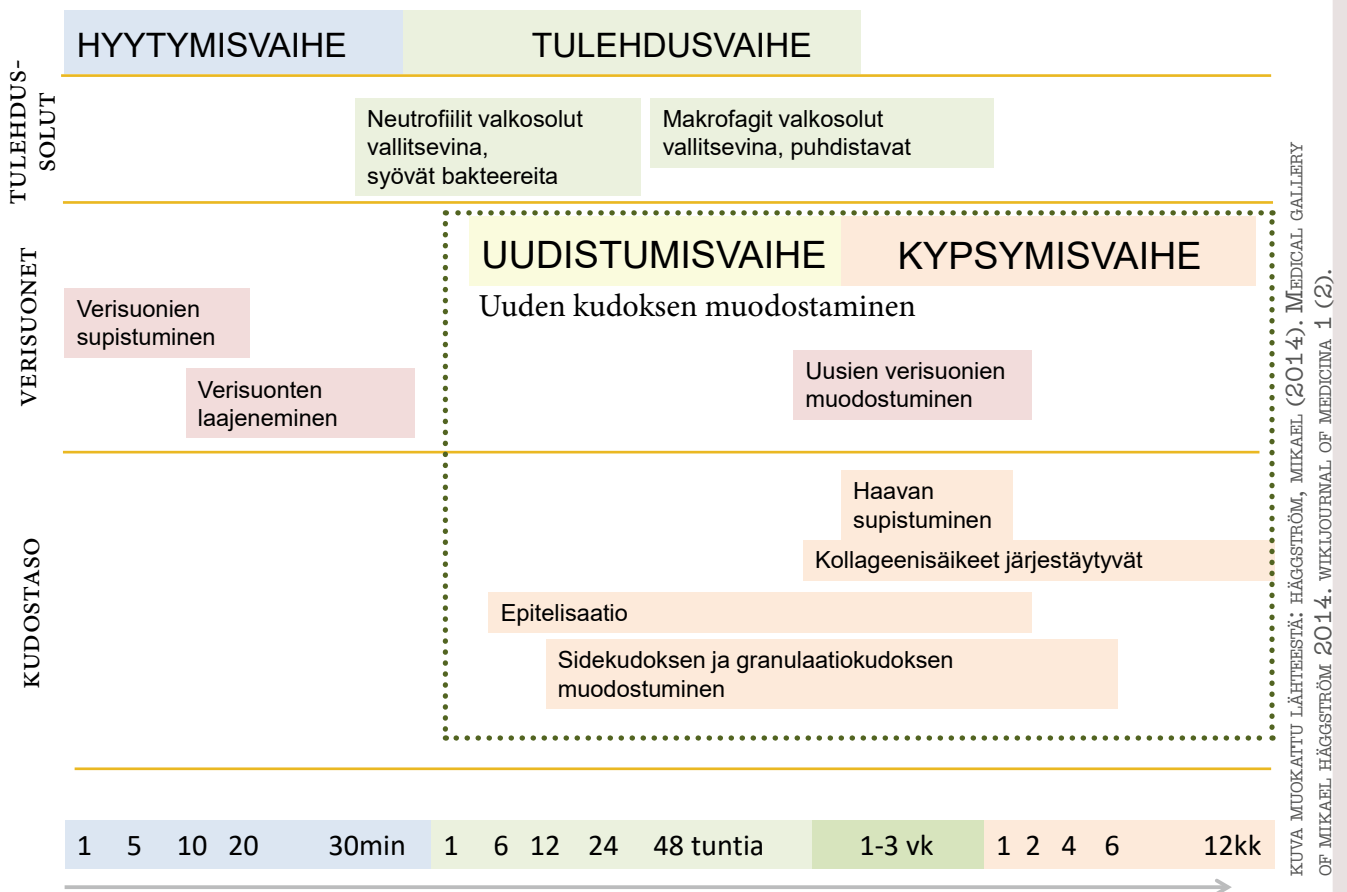 HYYTYMISVAIHE
TULEHDUSVAIHE
TULEHDUS-
SOLUT
Neutrofiilit valkosolut
vallitsevina,
syövät bakteereita
Makrofagit valkosolut
vallitsevina, puhdistavat
VERISUONET
UUDISTUMISVAIHE
KYPSYMISVAIHE
Uuden kudoksen muodostaminen
Verisuonien
supistuminen
Verisuonten
laajeneminen
Uusien verisuonien
muodostuminen
KUDOSTASO
Haavan
supistuminen
Kollageenisäikeet järjestäytyvät
Epitelisaatio
Sidekudoksen ja granulaatiokudoksen
muodostuminen
1 5 10 20 30min 1 6 12 24 48 tuntia 1-3 vk 1 2 4 6 12kk
KUVA MUOKATTU LÄHTEESTÄ: HÄGGSTRÖM, MIKAEL (2014). MEDICAL GALLERY
OF MIKAEL HÄGGSTRÖM 2014. WIKIJOURNAL OF MEDICINA 1 (2).